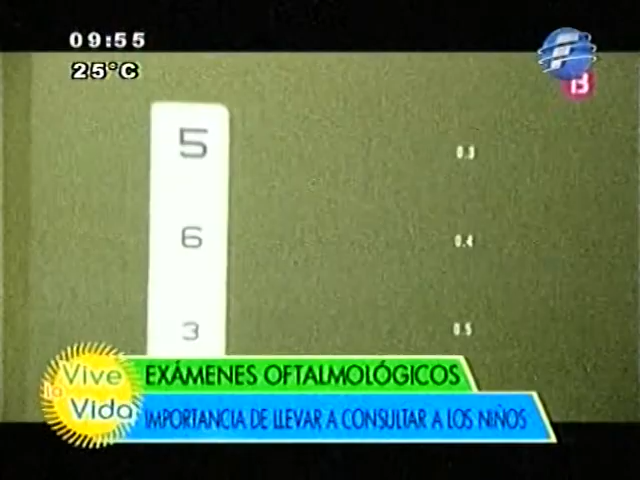 09:55
25°C
13
5
0.3
6
0.4
3
0.5
EXÁMENES OFTALMOLÓGICOS
Vive la Vida
IMPORTANCIA DE LLEVAR A CONSULTAR A LOS NIÑOS